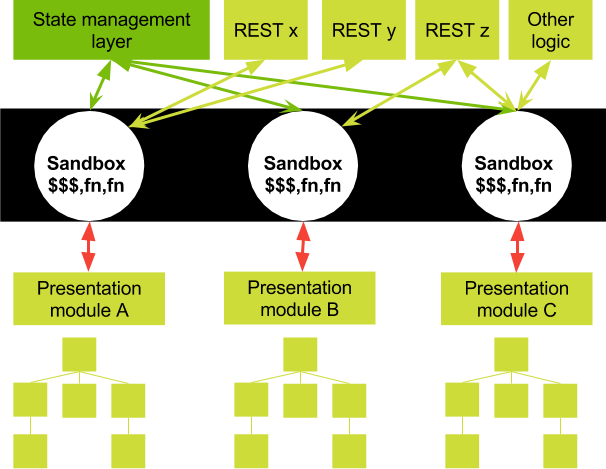 State management
layer
REST x
REST y
REST z
Other
logic
Sandbox
$$$,fn,fn
Sandbox
$$$,fn,fn
Sandbox
$$$,fn,fn
Presentation
module A
Presentation
module B
Presentation
module C